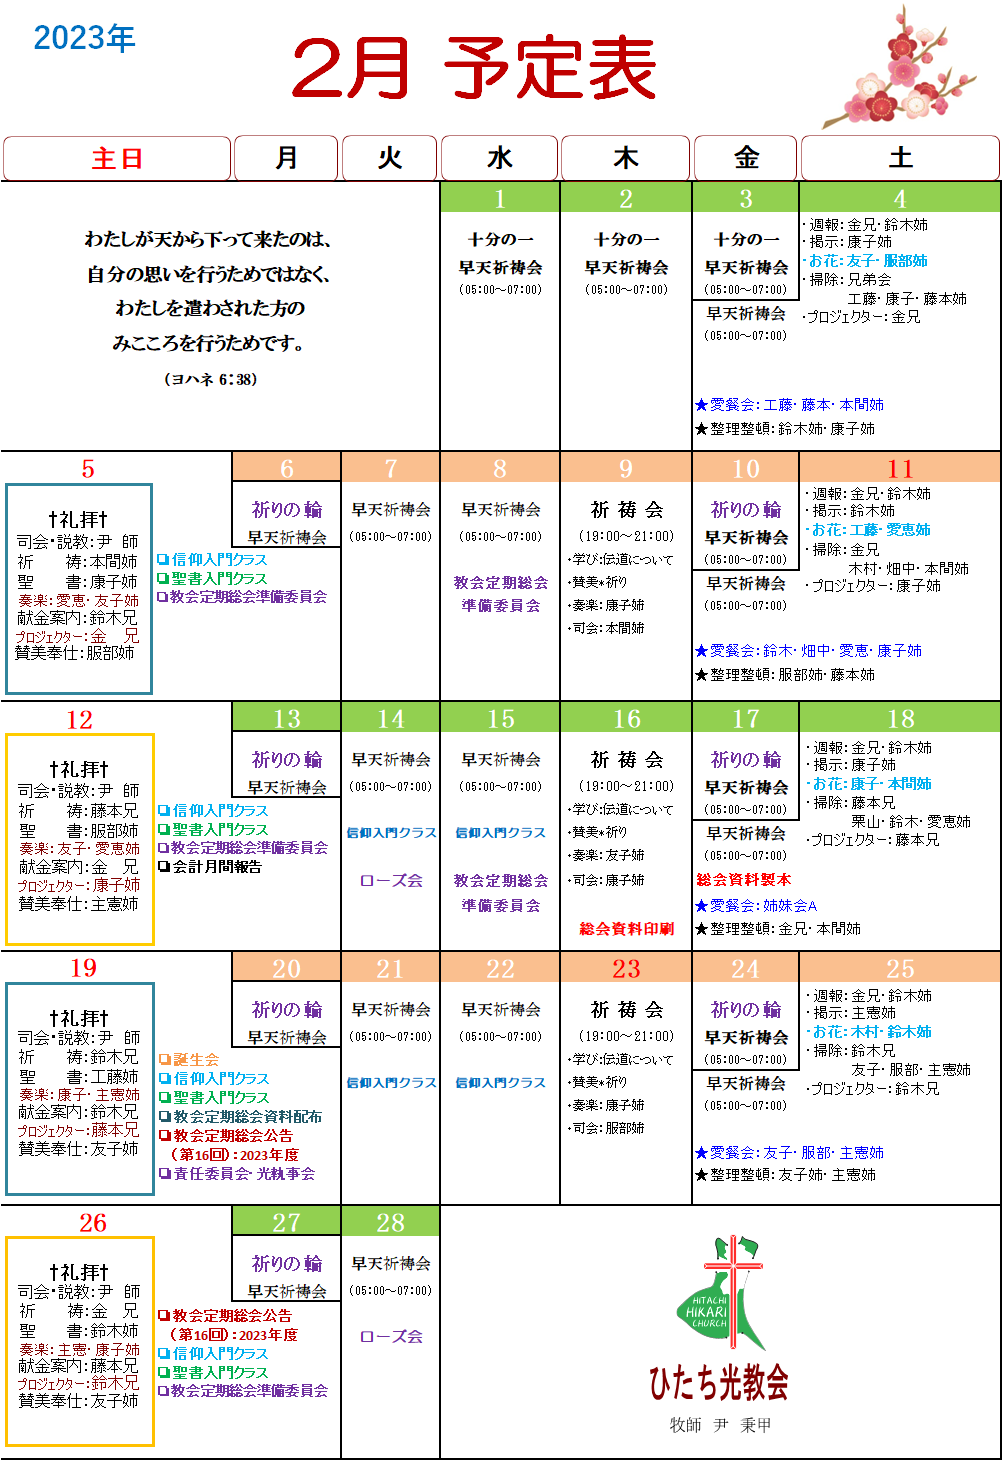 2023年
２月 予定表
主日 月 火 水 木 金 土
わたしが天から下って来たのは、
自分の思いを行うためではなく、
わたしを遣わされた方の
みこころを行うためです。
（ヨハネ 6：38）
1
十分の一
早天祈祷会
（05：00～07：00）
2
十分の一
早天祈祷会
（05：00～07：00）
3
十分の一
早天祈祷会
（05：00～07：00）
早天祈祷会
（05：00～07：00）
★愛餐会：工藤・藤本・本間姉
★整理整頓：鈴木姉・康子姉
4
・週報：金兄・鈴木姉
・掲示：康子姉
・お花：友子・服部姉
・掃除：兄弟会
工藤・康子・藤本姉
・プロジェクター：金兄
5
†礼拝†
司会・説教：尹 師
祈　　祷：本間姉
聖　　書：康子姉
奏楽：愛恵・友子姉
献金案内：鈴木兄
プロジェクター：金　兄
賛美奉仕：服部姉
❏信仰入門クラス
❏聖書入門クラス
❏教会定期総会準備委員会
6
祈りの輪
早天祈祷会
7
早天祈祷会
（05：00～07：00）
8
早天祈祷会
（05：00～07：00）
教会定期総会
準備委員会
9
祈 祷 会
（19：00～21：00）
・学び：伝道について
・賛美*祈り
・奏楽：康子姉
・司会：本間姉
10
祈りの輪
早天祈祷会
（05：00～07：00）
早天祈祷会
（05：00～07：00）
★愛餐会：鈴木・畑中・愛恵・康子姉
★整理整頓：服部姉・藤本姉
11
・週報：金兄・鈴木姉
・掲示：鈴木姉
・お花：工藤・愛恵姉
・掃除：金兄
木村・畑中・本間姉
・プロジェクター：康子姉
12
†礼拝†
司会・説教：尹 師
祈　　祷：藤本兄
聖　　書：服部姉
奏楽：友子・愛恵姉
献金案内：金　兄
プロジェクター：康子姉
賛美奉仕：主憲姉
❏信仰入門クラス
❏聖書入門クラス
❏教会定期総会準備委員会
❏会計月間報告
13
祈りの輪
早天祈祷会
14
早天祈祷会
（05：00～07：00）
信仰入門クラス
ローズ会
15
早天祈祷会
（05：00～07：00）
信仰入門クラス
教会定期総会
準備委員会
16
祈 祷 会
（19：00～21：00）
・学び：伝道について
・賛美*祈り
・奏楽：友子姉
・司会：康子姉
総会資料印刷
17
祈りの輪
早天祈祷会
（05：00～07：00）
早天祈祷会
（05：00～07：00）
総会資料製本
★愛餐会：姉妹会A
★整理整頓：金兄・本間姉
18
・週報：金兄・鈴木姉
・掲示：康子姉
・お花：康子・本間姉
・掃除：藤本兄
栗山・鈴木・愛恵姉
・プロジェクター：藤本兄
19
†礼拝†
司会・説教：尹 師
祈　　祷：鈴木兄
聖　　書：工藤姉
奏楽：康子・主憲姉
献金案内：鈴木兄
プロジェクター：藤本兄
賛美奉仕：友子姉
❏誕生会
❏信仰入門クラス
❏聖書入門クラス
❏教会定期総会資料配布
❏教会定期総会公告
（第16回）：2023年度
❏責任委員会・光執事会
20
祈りの輪
早天祈祷会
21
早天祈祷会
（05：00～07：00）
信仰入門クラス
22
早天祈祷会
（05：00～07：00）
信仰入門クラス
23
祈 祷 会
（19：00～21：00）
・学び：伝道について
・賛美*祈り
・奏楽：康子姉
・司会：服部姉
24
祈りの輪
早天祈祷会
（05：00～07：00）
早天祈祷会
（05：00～07：00）
★愛餐会：友子・服部・主憲姉
★整理整頓：友子姉・主憲姉
25
・週報：金兄・鈴木姉
・掲示：主憲姉
・お花：木村・鈴木姉
・掃除：鈴木兄
友子・服部・主憲姉
・プロジェクター：鈴木兄
26
†礼拝†
司会・説教：尹 師
祈　　祷：金　兄
聖　　書：鈴木姉
奏楽：主憲・康子姉
献金案内：藤本兄
プロジェクター：鈴木兄
賛美奉仕：友子姉
❏教会定期総会公告
（第16回）：2023年度
❏信仰入門クラス
❏聖書入門クラス
❏教会定期総会準備委員会
27
祈りの輪
早天祈祷会
28
早天祈祷会
（05：00～07：00）
ローズ会
HITACHI
HIKARI
CHURCH
ひたち光教会
牧師 尹 秉甲